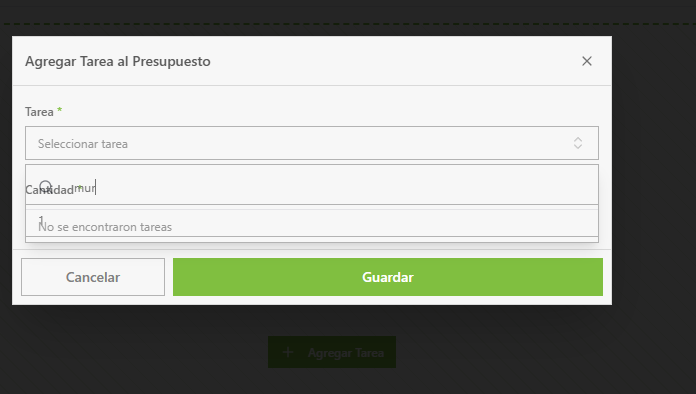 Agregar Tarea al Presupuesto
Tarea *
Seleccionar tarea
mur
Cantidad *
1
No se encontraron tareas
Cancelar
Guardar
Agregar Tarea